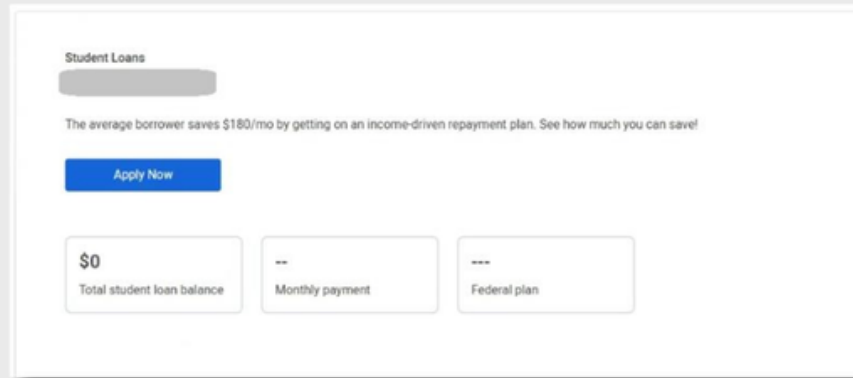 Student Loans
The average borrower saves $180/mo by getting on an income-driven repayment plan. See how much you can save!
Apply Now
$0
Total student loan balance
--
Monthly payment
---
Federal plan